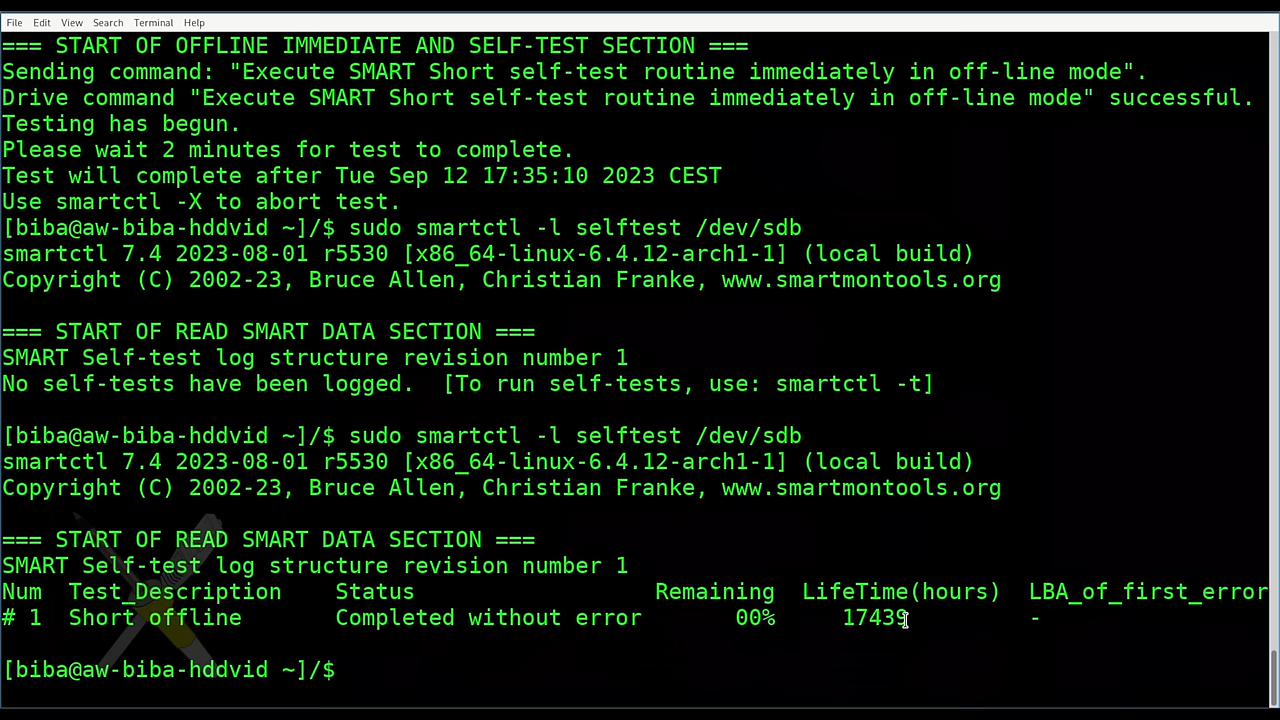 File Edit View Search Terminal Help
=== START OF OFFLINE IMMEDIATE AND SELF-TEST SECTION ===
Sending command: "Execute SMART Short self-test routine immediately in off-line mode".
Drive command "Execute SMART Short self-test routine immediately in off-line mode" successful.
Testing has begun.
Please wait 2 minutes for test to complete.
Test will complete after Tue Sep 12 17:35:10 2023 CEST
Use smartctl -X to abort test.
[biba@aw-biba-hddvid ~]/$ sudo smartctl -l selftest /dev/sdb
smartctl 7.4 2023-08-01 r5530 [x86_64-linux-6.4.12-arch1-1] (local build)
Copyright (C) 2002-23, Bruce Allen, Christian Franke, www.smartmontools.org
=== START OF READ SMART DATA SECTION ===
SMART Self-test log structure revision number 1
No self-tests have been logged.  [To run self-tests, use: smartctl -t]
[biba@aw-biba-hddvid ~]/$ sudo smartctl -l selftest /dev/sdb
smartctl 7.4 2023-08-01 r5530 [x86_64-linux-6.4.12-arch1-1] (local build)
Copyright (C) 2002-23, Bruce Allen, Christian Franke, www.smartmontools.org
=== START OF READ SMART DATA SECTION ===
SMART Self-test log structure revision number 1
Num  Test_Description    Status                  Remaining  LifeTime(hours)  LBA_of_first_error
# 1  Short offline       Completed without error       00%     17439         -
[biba@aw-biba-hddvid ~]/$